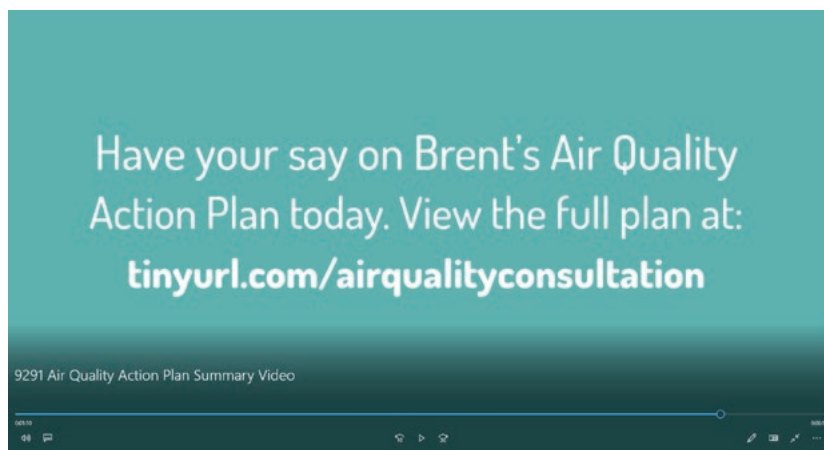 Have your say on Brent's Air Quality
Action Plan today. View the full plan at:
tinyurl.com/airqualityconsultation
9291 Air Quality Action Plan Summary Video